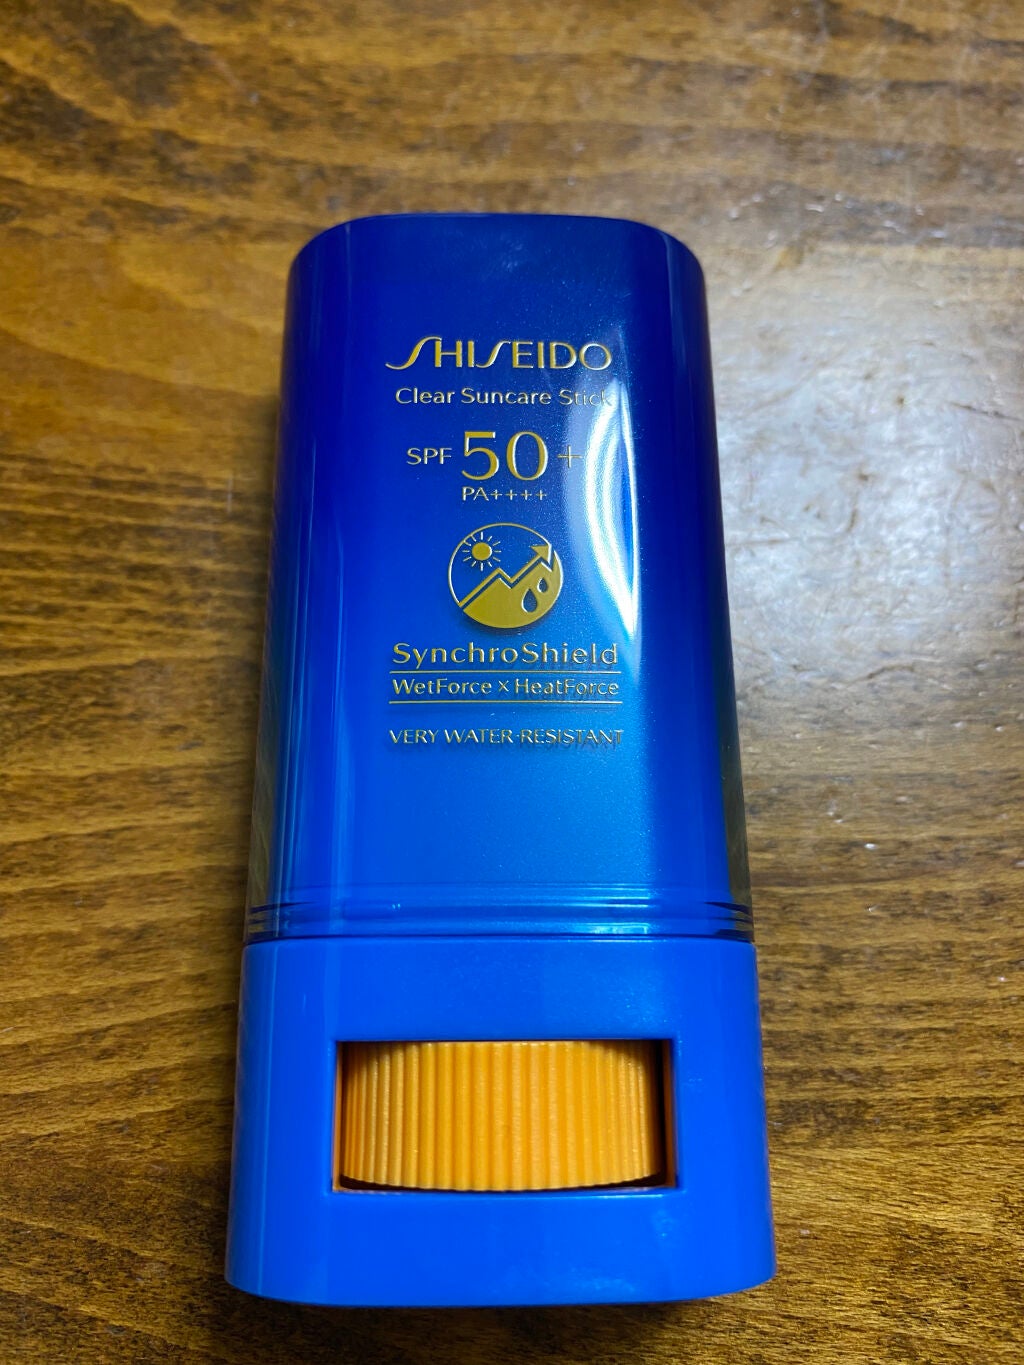 SHISEIDO
Clear Suncare Stick
SPF 50+
PA++++
SynchroShield
WetForce x HeatForce
VERY WATER-RESISTANT